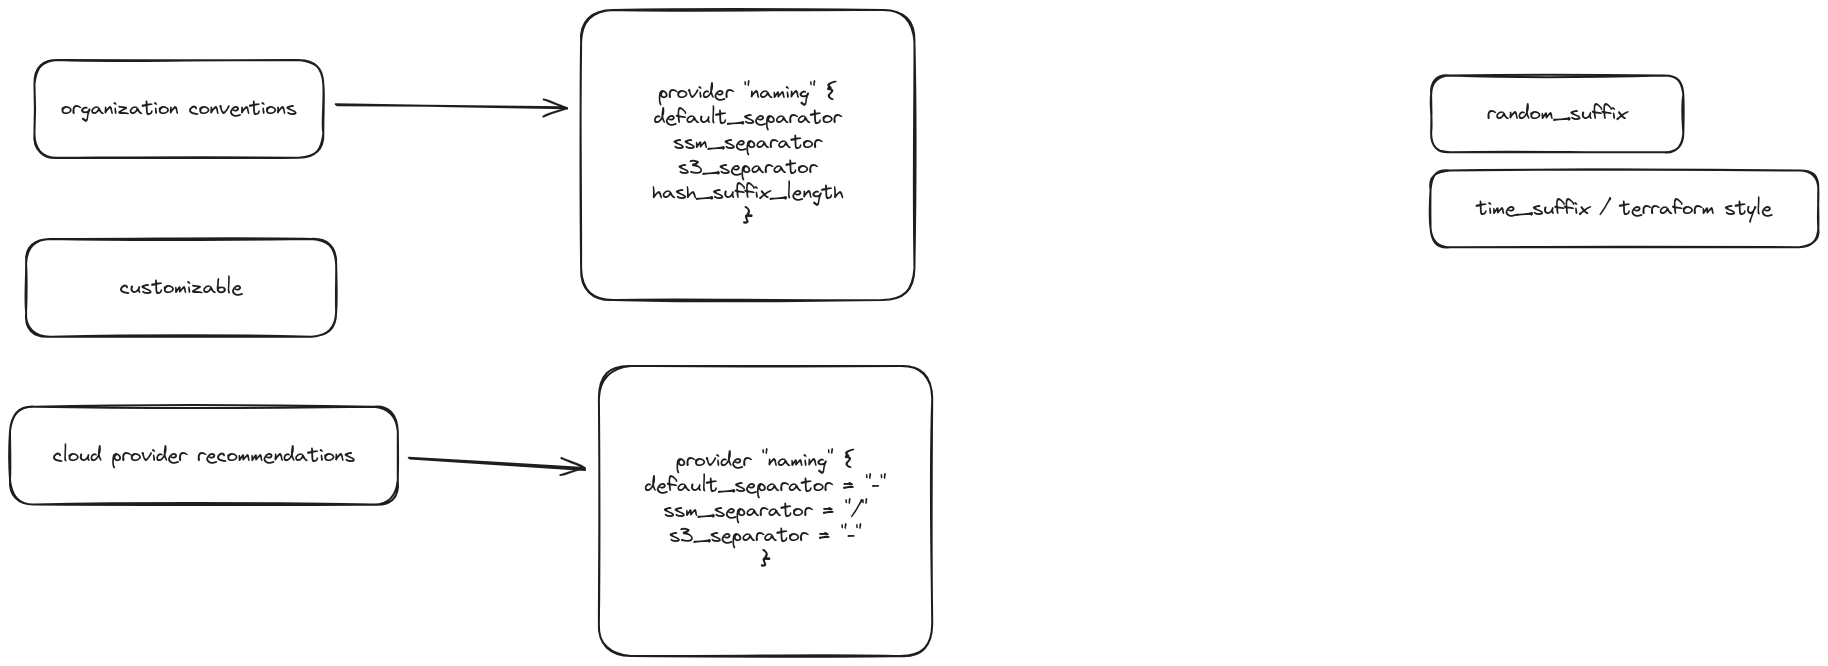 organization conventions
provider "naming" {
default_separator
ssm_separator
s3_separator
hash_suffix_length
}
random_suffix
time_suffix / terraform style
customizable
cloud provider recommendations
provider "naming" {
default_separator = "-"
ssm_separator = "/"
s3_separator = "-"
}